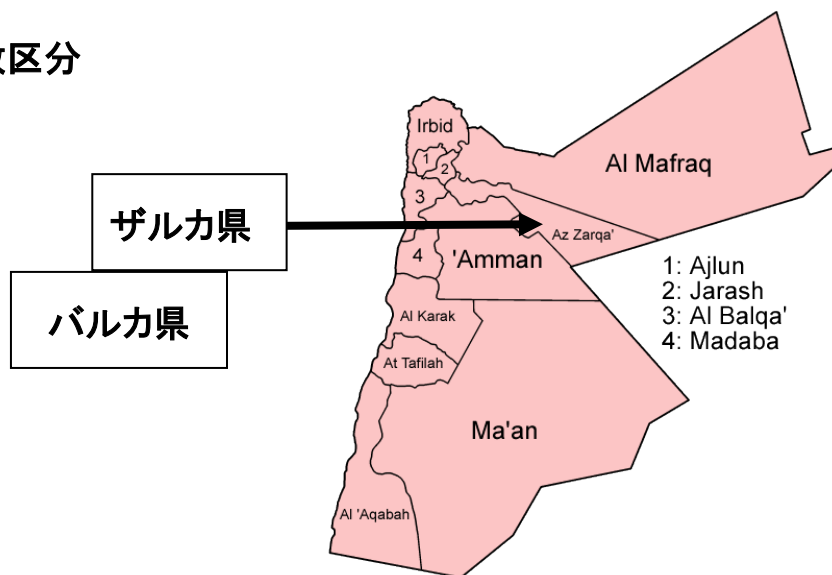 政区分
Irbid
1
2
Al Mafraq
ザルカ県
3
Az Zarqa'
4
'Amman
バルカ県
1: Ajlun
2: Jarash
3: Al Balqa'
4: Madaba
Al Karak
At Tafilah
Ma'an
Al 'Aqabah